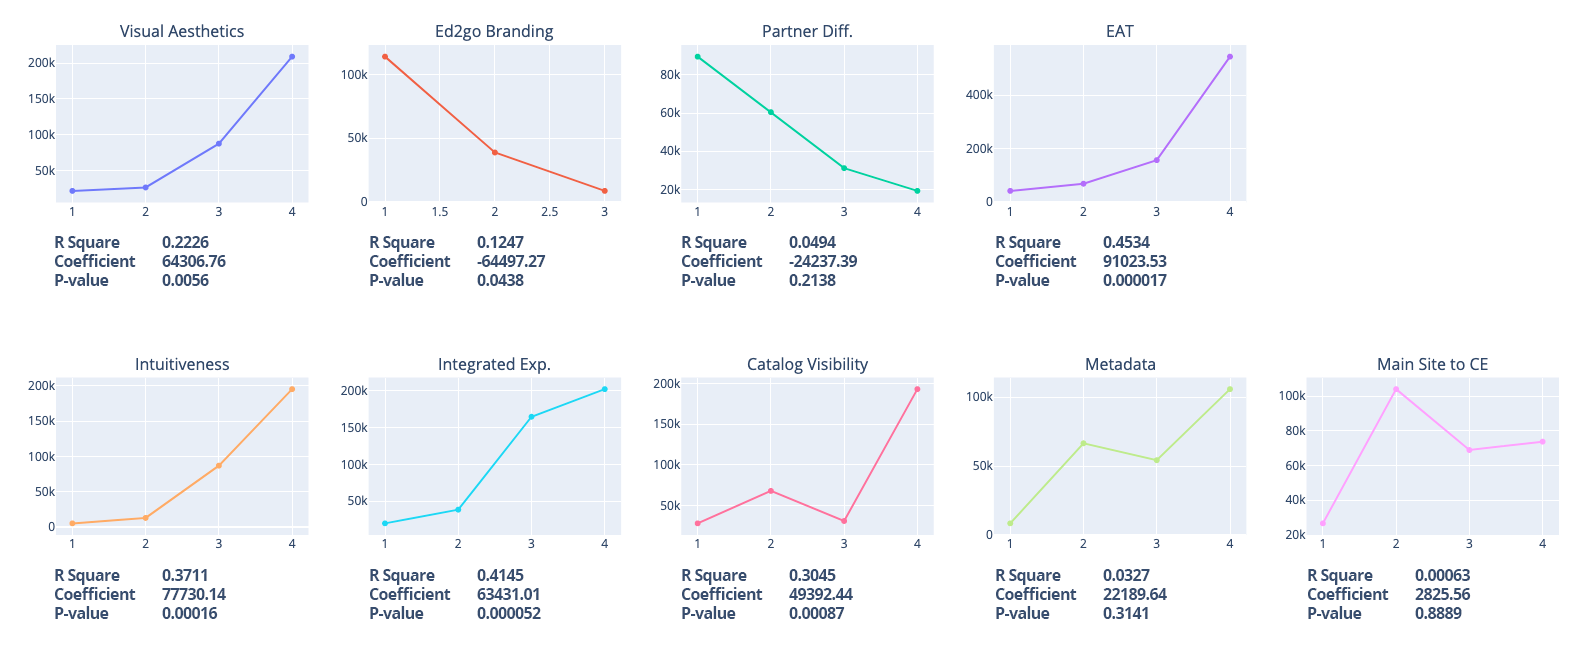 Visual Aesthetics
200k
150k
100k
50k
1 2 3 4
R Square 0.2226
Coefficient 64306.76
P-value 0.0056
Ed2go Branding
100k
50k
0
1 1.5 2 2.5 3
R Square 0.1247
Coefficient -64497.27
P-value 0.0438
Partner Diff.
80k
60k
40k
20k
1 2 3 4
R Square 0.0494
Coefficient -24237.39
P-value 0.2138
EAT
400k
200k
0
1 2 3 4
R Square 0.4534
Coefficient 91023.53
P-value 0.000017
Intuitiveness
200k
150k
100k
50k
0
1 2 3 4
R Square 0.3711
Coefficient 77730.14
P-value 0.00016
Integrated Exp.
200k
150k
100k
50k
1 2 3 4
R Square 0.4145
Coefficient 63431.01
P-value 0.000052
Catalog Visibility
200k
150k
100k
50k
1 2 3 4
R Square 0.3045
Coefficient 49392.44
P-value 0.00087
Metadata
100k
50k
0
1 2 3 4
R Square 0.0327
Coefficient 22189.64
P-value 0.3141
Main Site to CE
100k
80k
60k
40k
20k
1 2 3 4
R Square 0.00063
Coefficient 2825.56
P-value 0.8889